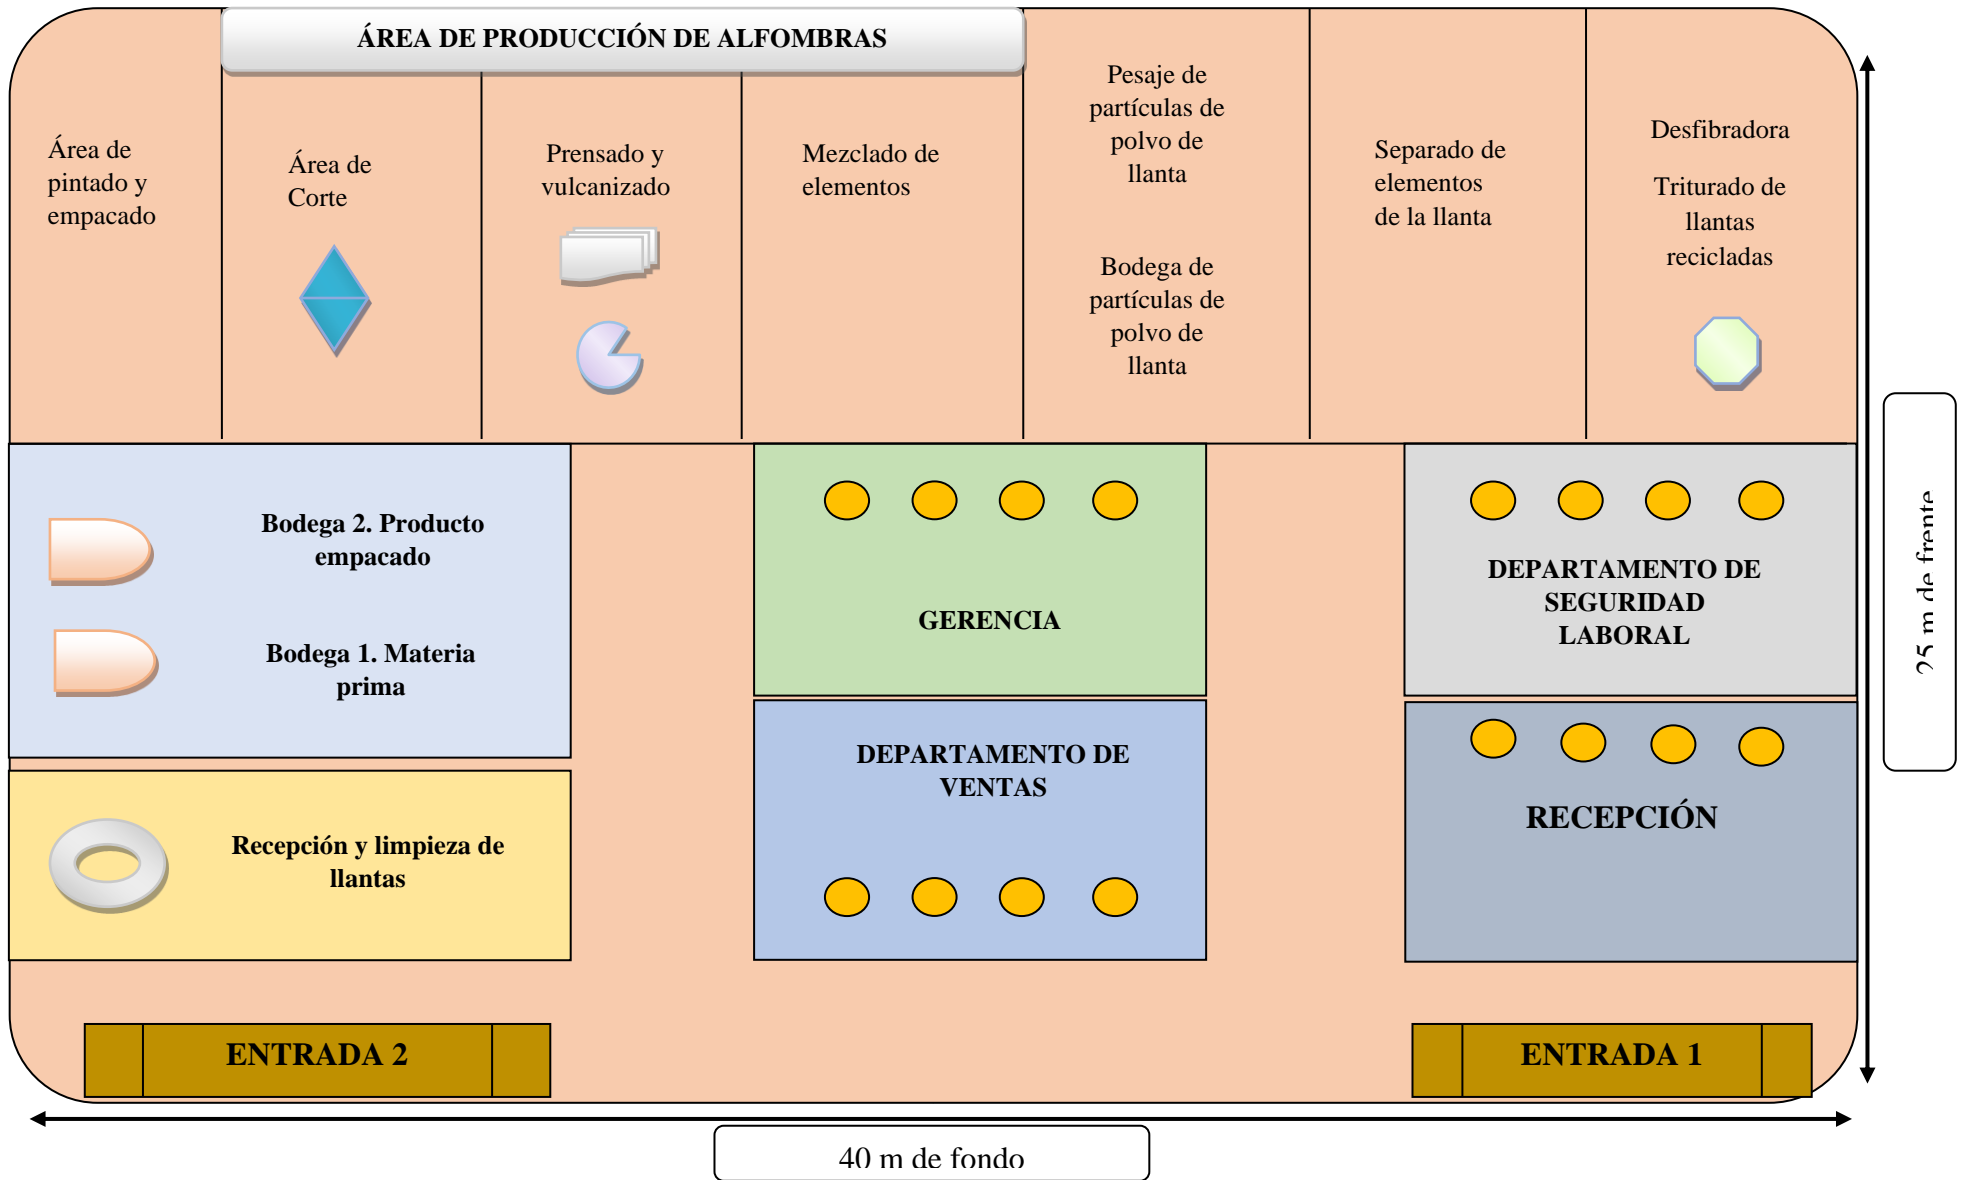 ÁREA DE PRODUCCIÓN DE ALFOMBRAS
Área de
pintado y
empacado
Área de
Corte
Prensado y
vulcanizado
Mezclado de
elementos
Pesaje de
partículas de
polvo de
llanta
Bodega de
partículas de
polvo de
llanta
Separado de
elementos
de la llanta
Desfibradora
Triturado de
llantas
recicladas
Bodega 2. Producto
empacado
Bodega 1. Materia
prima
GERENCIA
DEPARTAMENTO DE
SEGURIDAD
LABORAL
DEPARTAMENTO DE
VENTAS
RECEPCIÓN
Recepción y limpieza de
llantas
25 m de frente
ENTRADA 2
ENTRADA 1
40 m de fondo